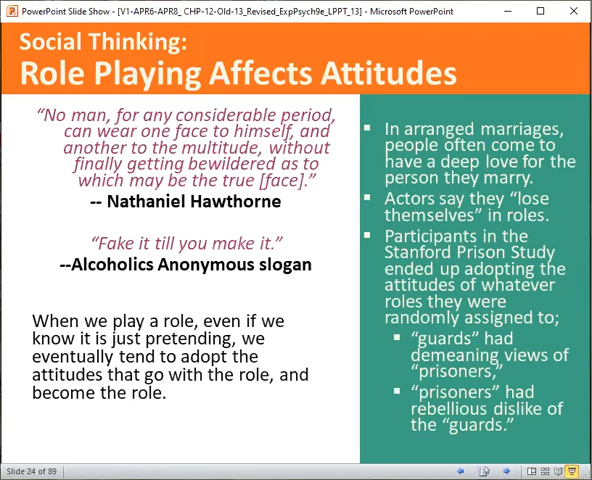 PowerPoint Slide Show - [V1-APR6-APR8_ CHP-12-Old-13_Revised_ExpPsych9e_LPPT_13] - Microsoft PowerPoint
Social Thinking:
Role Playing Affects Attitudes
“No man, for any considerable period,
can wear one face to himself, and
another to the multitude, without
finally getting bewildered as to
which may be the true [face].”
-- Nathaniel Hawthorne
“Fake it till you make it.”
--Alcoholics Anonymous slogan
When we play a role, even if we
know it is just pretending, we
eventually tend to adopt the
attitudes that go with the role, and
become the role.
▪ In arranged marriages,
people often come to
have a deep love for the
person they marry.
▪ Actors say they “lose
themselves” in roles.
▪ Participants in the
Stanford Prison Study
ended up adopting the
attitudes of whatever
roles they were
randomly assigned to;
▪ “guards” had
demeaning views of
“prisoners,”
▪ “prisoners” had
rebellious dislike of
the “guards.”
Slide 24 of 89